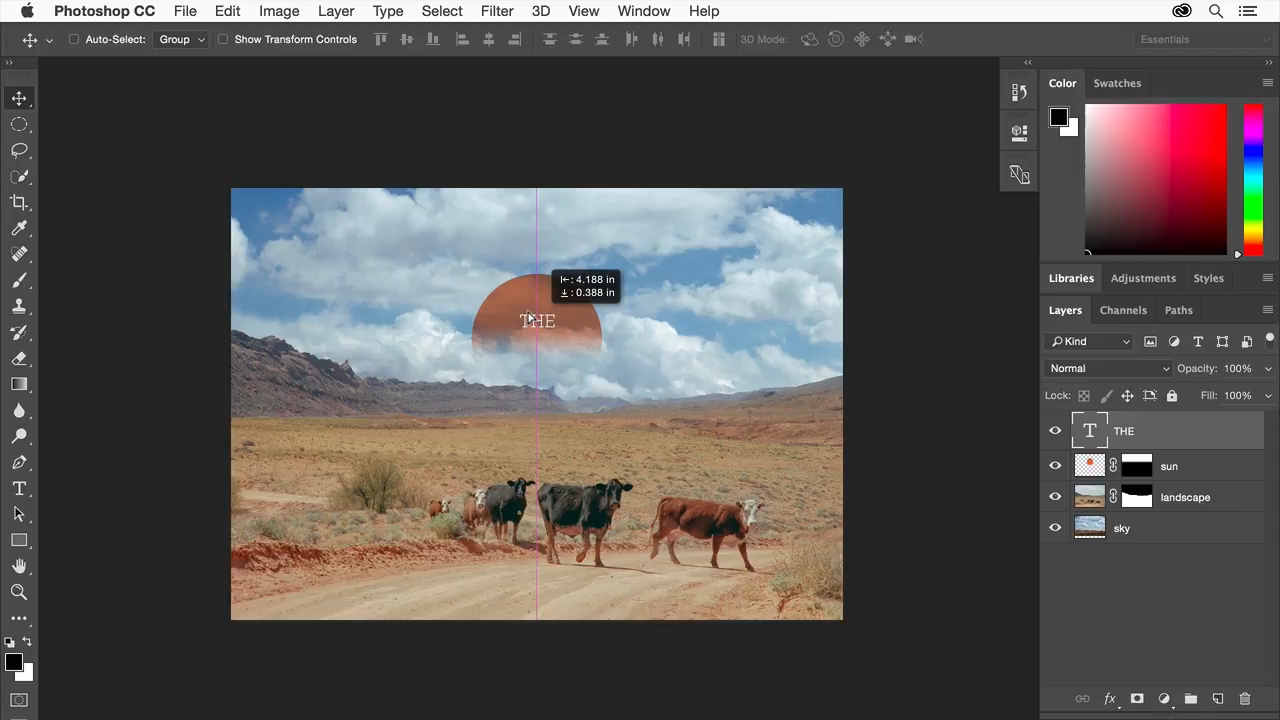 Photoshop CC File Edit Image Layer Type Select Filter 3D View Window Help
Auto-Select: Group Show Transform Controls 3D Mode: Essentials
Color Swatches
4.188 in
0.388 in
THE
Libraries Adjustments Styles
Layers Channels Paths
Kind
Normal Opacity: 100%
Lock: Fill: 100%
T THE
sun
landscape
sky
fx